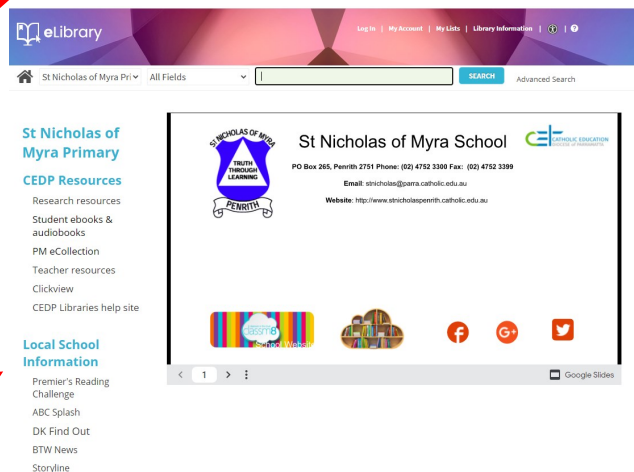 eLibrary
Log In | My Account | My Lists | Library Information | | ?
St Nicholas of Myra Pri All Fields SEARCH Advanced Search
St Nicholas of
Myra Primary
CEDP Resources
Research resources
Student ebooks &
audiobooks
PM eCollection
Teacher resources
Clickview
CEDP Libraries help site
Local School
Information
Premier's Reading
Challenge
ABC Splash
DK Find Out
BTW News
Storyline
ST NICHOLAS OF MYRA
TRUTH
THROUGH
LEARNING
PENRITH
St Nicholas of Myra School
CATHOLIC EDUCATION
DIOCESE OF PARRAMATTA
PO Box 265, Penrith 2751 Phone: (02) 4752 3300 Fax: (02) 4752 3399
Email: stnicholas@parra.catholic.edu.au
Website: http://www.stnicholaspenrith.catholic.edu.au
classm8
School Website
G+
1
Google Slides